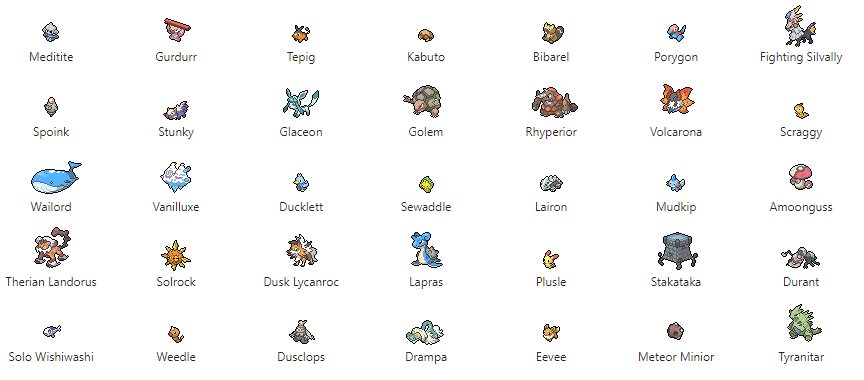 Meditite Gurdurr Tepig Kabuto Bibarel Porygon Fighting Silvally
Spoink Stunky Glaceon Golem Rhyperior Volcarona Scraggy
Wailord Vanilluxe Ducklett Sewaddle Lairon Mudkip Amoonguss
Therian Landorus Solrock Dusk Lycanroc Lapras Plusle Stakataka Durant
Solo Wishiwashi Weedle Dusclops Drampa Eevee Meteor Minior Tyranitar